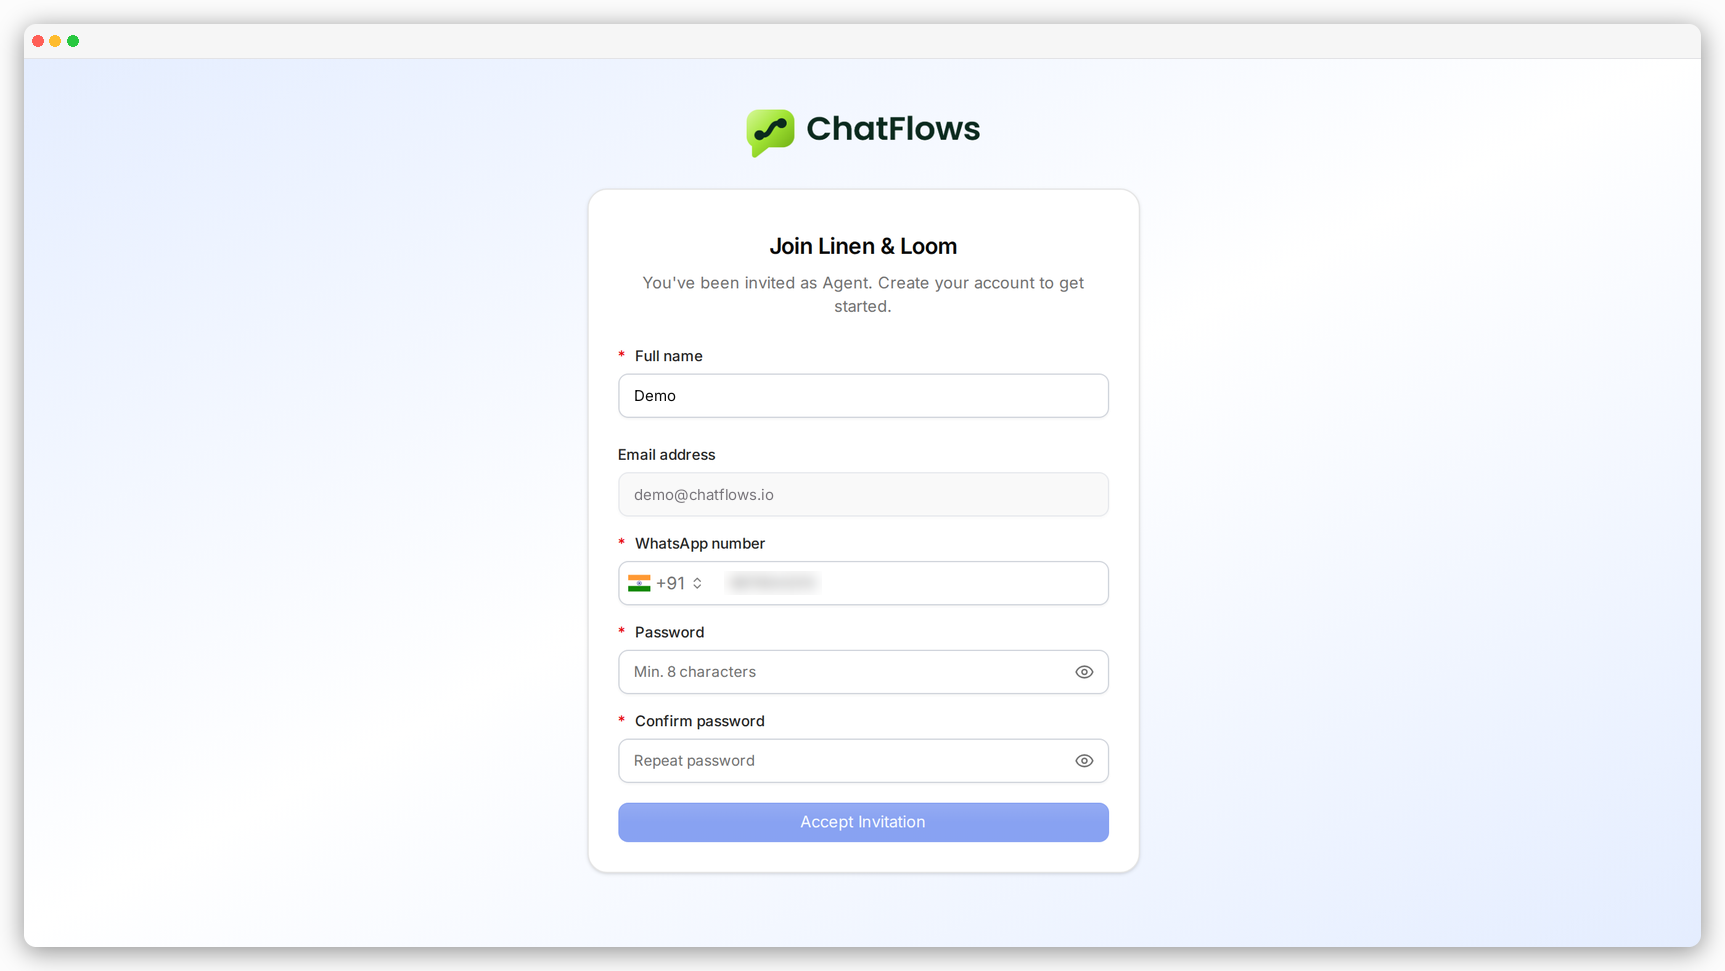 ChatFlows
Join Linen & Loom
You've been invited as Agent. Create your account to get
started.
* Full name
Demo
Email address
demo@chatflows.io
* WhatsApp number
+91
* Password
Min. 8 characters
* Confirm password
Repeat password
Accept Invitation